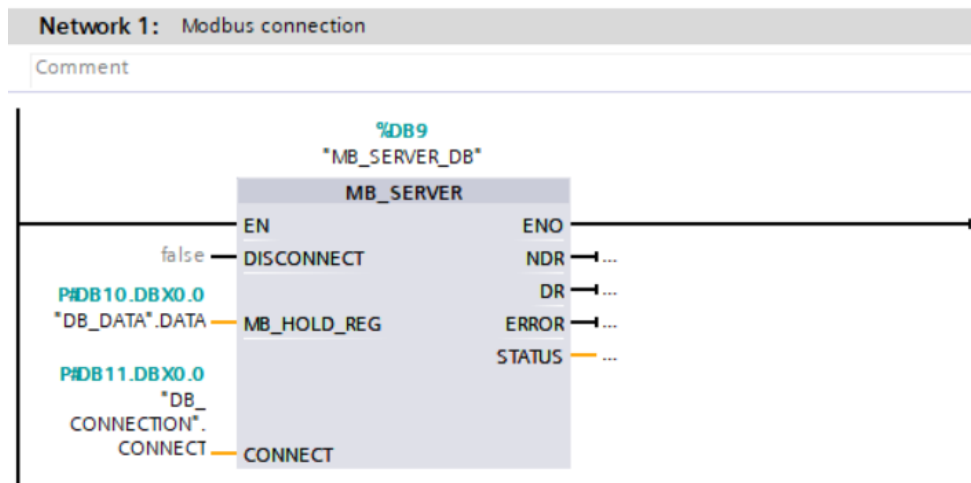 Network 1: Modbus connection
Comment
%DB9
"MB_SERVER_DB"
MB_SERVER
EN ENO
false DISCONNECT NDR ...
P#DB10.DBX0.0 DR ...
"DB_DATA".DATA MB_HOLD_REG ERROR ...
STATUS ...
P#DB11.DBX0.0
"DB_
CONNECTION".
CONNECT CONNECT